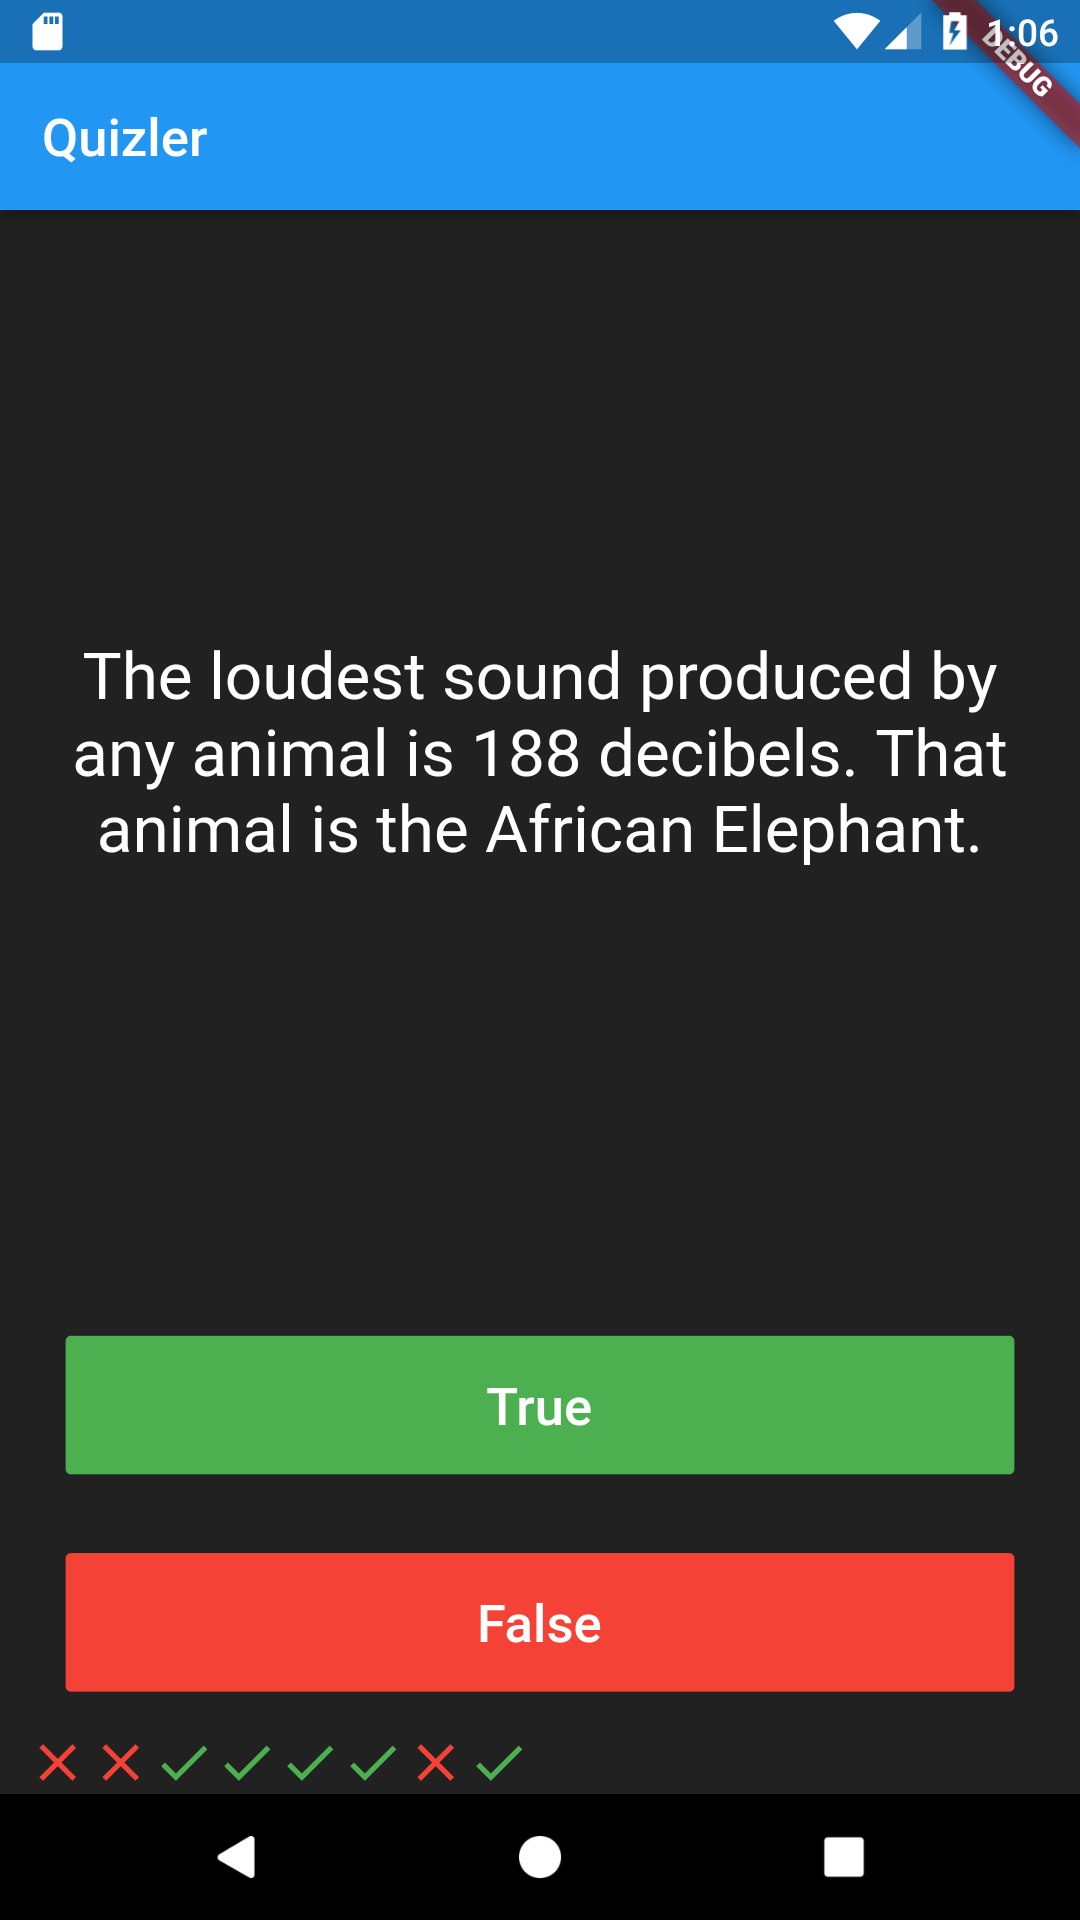 1:06
DEBUG
Quizler
The loudest sound produced by
any animal is 188 decibels. That
animal is the African Elephant.
True
False